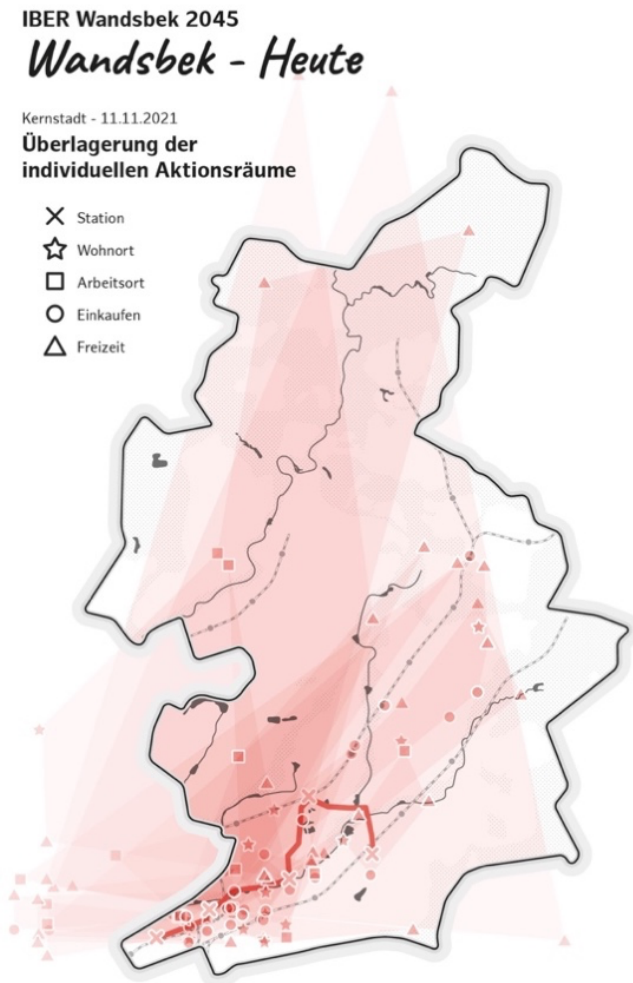 IBER Wandsbek 2045
Wandsbek - Heute
Kernstadt - 11.11.2021
Überlagerung der
individuellen Aktionsräume
Station
Wohnort
Arbeitsort
Einkaufen
Freizeit